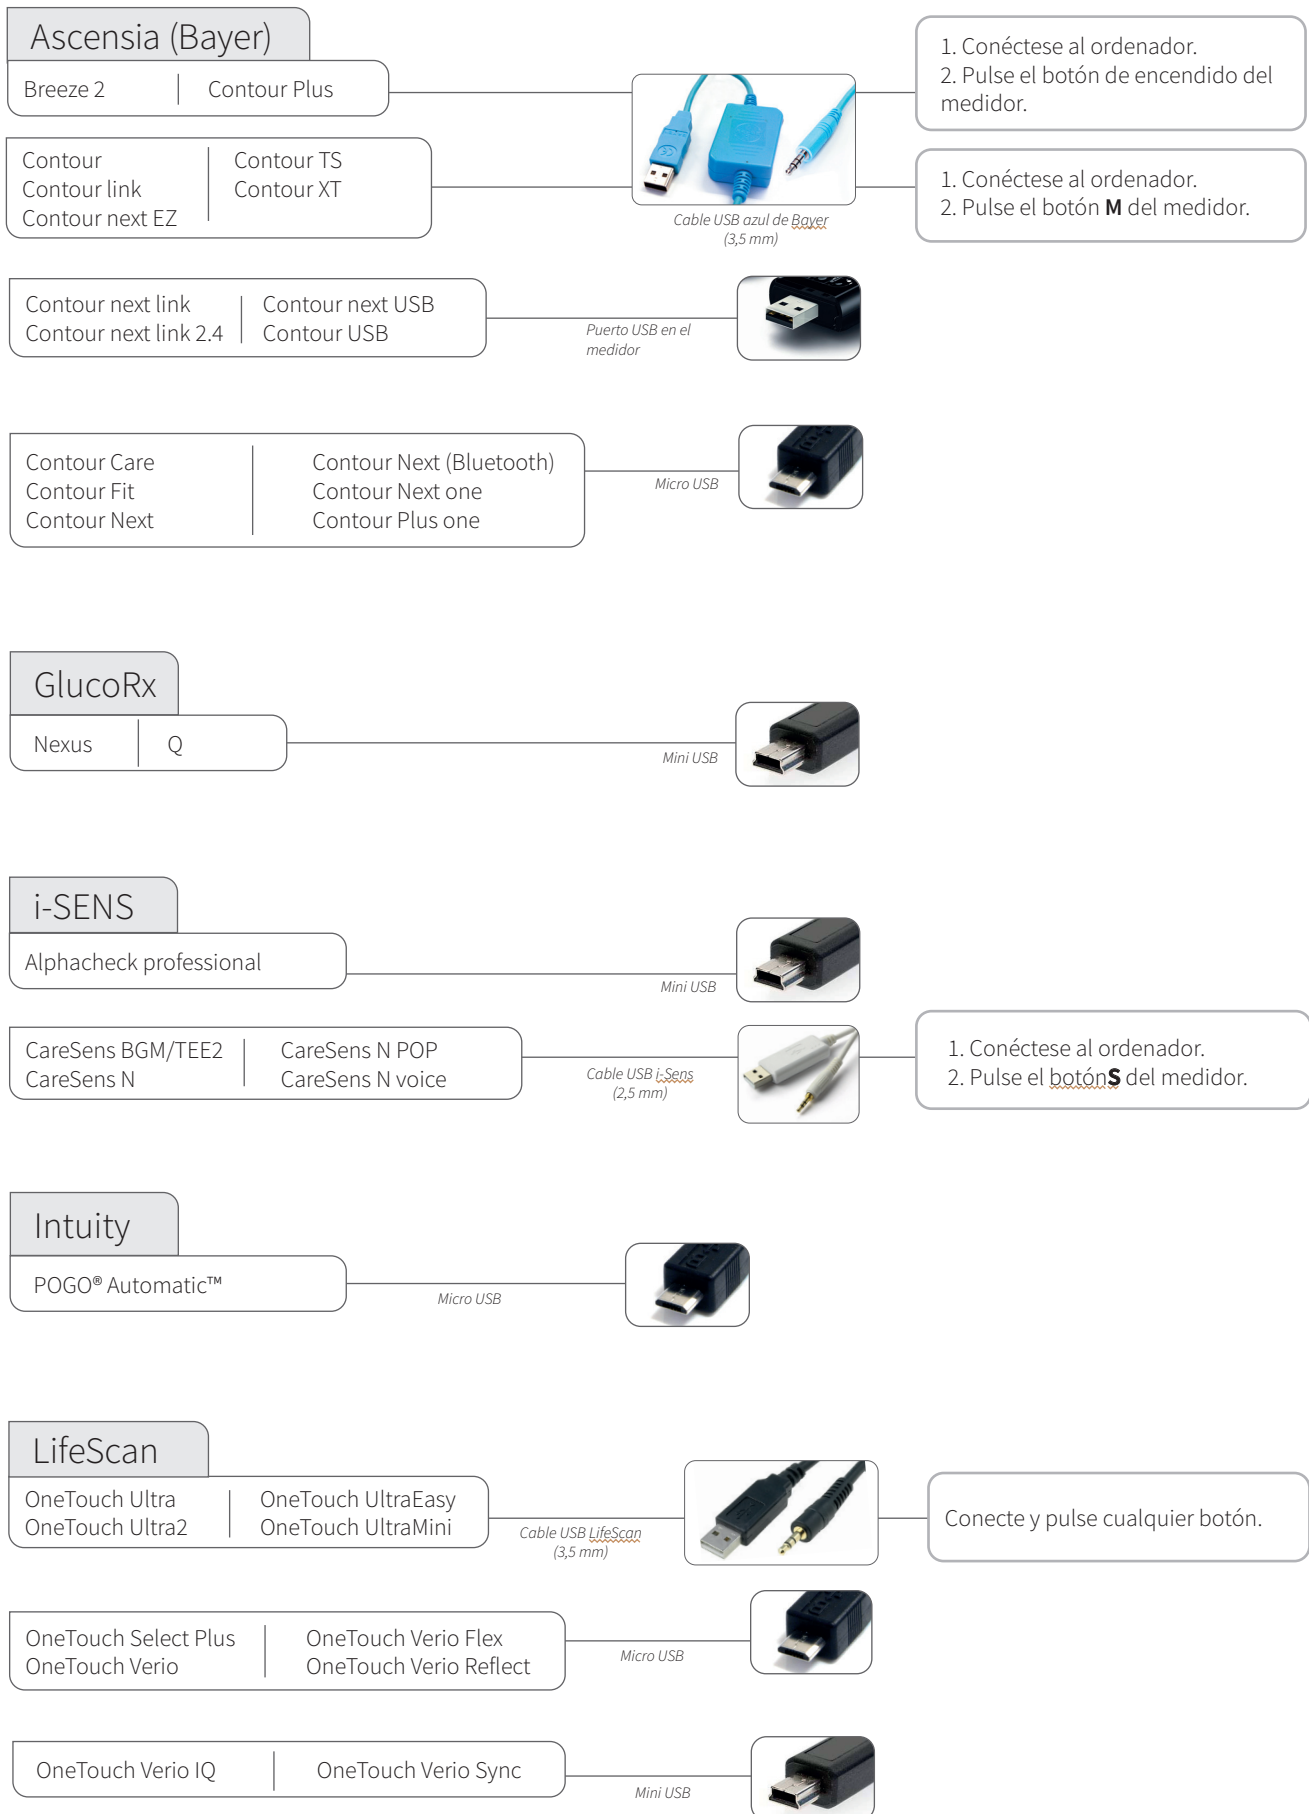 Ascensia (Bayer)
Breeze 2
Contour Plus
Cable USB azul de Bayer
(3,5 mm)
1. Conéctese al ordenador.
2. Pulse el botón de encendido del
medidor.
Contour
Contour link
Contour next EZ
Contour TS
Contour XT
1. Conéctese al ordenador.
2. Pulse el botón M del medidor.
Contour next link
Contour next link 2.4
Contour next USB
Contour USB
Puerto USB en el
medidor
Contour Care
Contour Fit
Contour Next
Contour Next (Bluetooth)
Contour Next one
Contour Plus one
Micro USB
GlucoRx
Nexus
Q
Mini USB
i-SENS
Alphacheck professional
Mini USB
CareSens BGM/TEE2
CareSens N
CareSens N POP
CareSens N voice
Cable USB i-Sens
(2,5 mm)
1. Conéctese al ordenador.
2. Pulse el botónS del medidor.
Intuity
POGO® Automatic™
Micro USB
LifeScan
OneTouch Ultra
OneTouch Ultra2
OneTouch UltraEasy
OneTouch UltraMini
Cable USB LifeScan
(3,5 mm)
Conecte y pulse cualquier botón.
OneTouch Select Plus
OneTouch Verio
OneTouch Verio Flex
OneTouch Verio Reflect
Micro USB
OneTouch Verio IQ
OneTouch Verio Sync
Mini USB